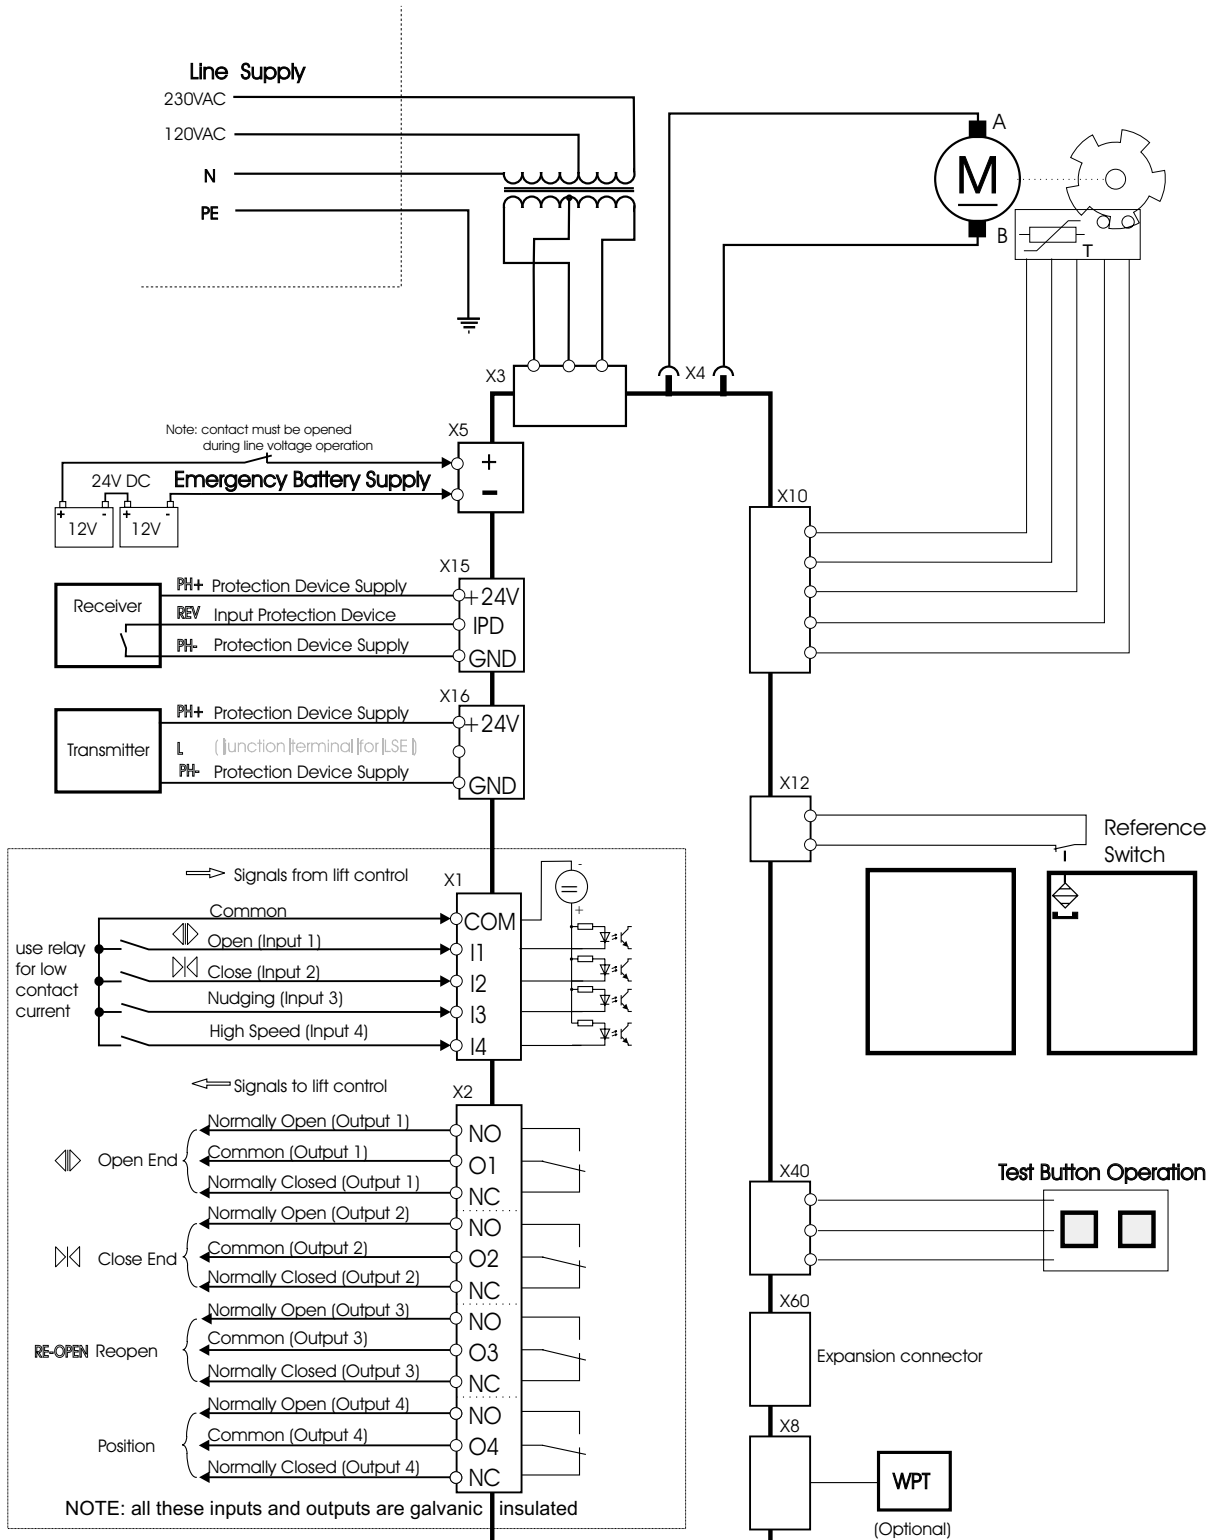 Line Supply
230VAC
120VAC
N
PE
A
M
B
T
X3
X4
Note: contact must be opened
during line voltage operation
X5
+
-
24V DC
Emergency Battery Supply
+ -
12V
+ -
12V
X10
X15
Receiver
PH+ Protection Device Supply
+24V
REV Input Protection Device
IPD
PH- Protection Device Supply
GND
X16
Transmitter
PH+ Protection Device Supply
+24V
L (Junction terminal for LSE)
PH- Protection Device Supply
GND
X12
Reference
Switch
Signals from lift control
X1
-
+
use relay
for low
contact
current
Common
COM
Open (Input 1)
I1
Close (Input 2)
I2
Nudging (Input 3)
I3
High Speed (Input 4)
I4
Signals to lift control
X2
Open End
Normally Open (Output 1)
NO
Common (Output 1)
O1
Normally Closed (Output 1)
NC
Close End
Normally Open (Output 2)
NO
Common (Output 2)
O2
Normally Closed (Output 2)
NC
RE-OPEN Reopen
Normally Open (Output 3)
NO
Common (Output 3)
O3
Normally Closed (Output 3)
NC
Position
Normally Open (Output 4)
NO
Common (Output 4)
O4
Normally Closed (Output 4)
NC
NOTE: all these inputs and outputs are galvanic insulated
X40
Test Button Operation
X60
Expansion connector
X8
WPT
(Optional)